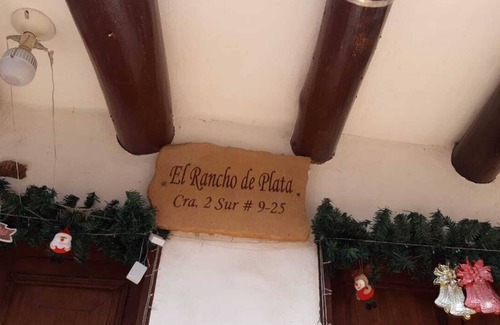 El Rancho de Plata
Cra. 2 Sur # 9-25